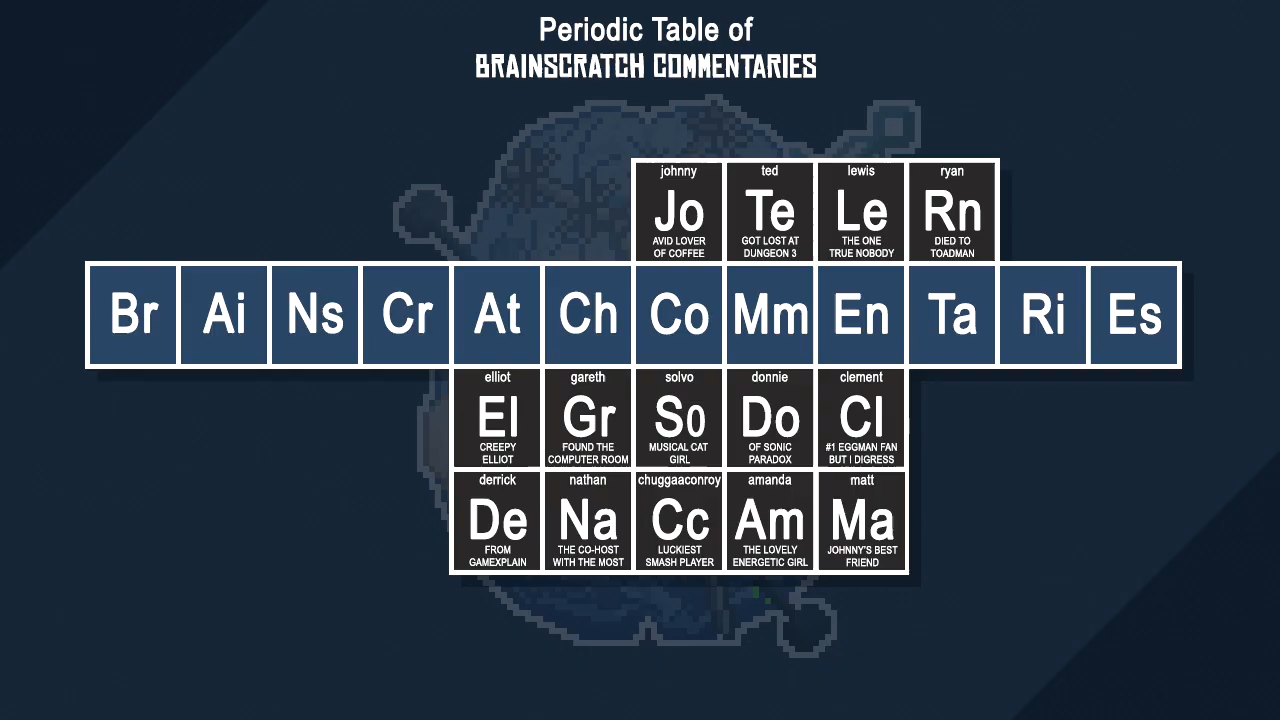 Periodic Table of
BRAINSCRATCH COMMENTARIES
johnny ted lewis ryan
Jo Te Le Rn
AVID LOVER GOT LOST AT THE ONE DIED TO
OF COFFEE DUNGEON 3 TRUE NOBODY TOADMAN
Br Ai Ns Cr At Ch Co Mm En Ta Ri Es
elliot gareth solvo donnie clement
El Gr So Do Cl
CREEPY FOUND THE MUSICAL CAT OF SONIC #1 EGGMAN FAN
ELLIOT COMPUTER ROOM GIRL PARADOX BUT I DIGRESS
derrick nathan chuggaaconroy amanda matt
De Na Cc Am Ma
FROM THE CO-HOST LUCKIEST THE LOVELY JOHNNY'S BEST
GAMEXPLAIN WITH THE MOST SMASH PLAYER ENERGETIC GIRL FRIEND